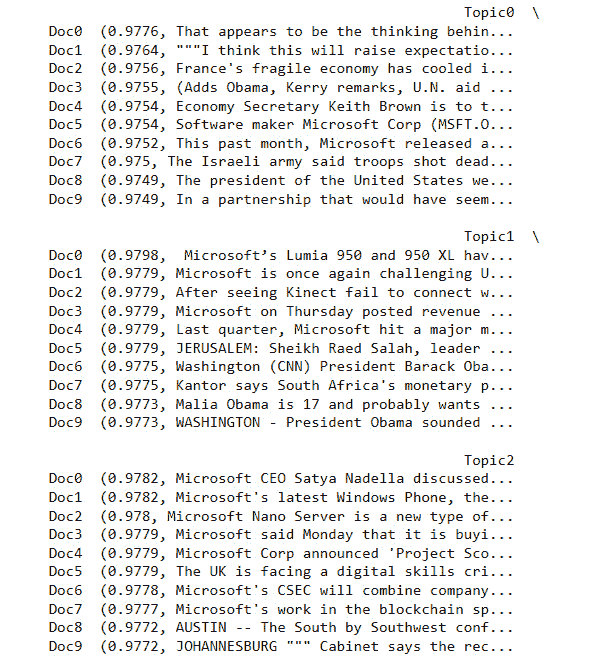 Topic0 \
Doc0 (0.9776, That appears to be the thinking behin...
Doc1 (0.9764, """I think this will raise expectatio...
Doc2 (0.9756, France's fragile economy has cooled i...
Doc3 (0.9755, (Adds Obama, Kerry remarks, U.N. aid ...
Doc4 (0.9754, Economy Secretary Keith Brown is to t...
Doc5 (0.9754, Software maker Microsoft Corp (MSFT.O...
Doc6 (0.9752, This past month, Microsoft released a...
Doc7 (0.975, The Israeli army said troops shot dead...
Doc8 (0.9749, The president of the United States we...
Doc9 (0.9749, In a partnership that would have seem...
Topic1 \
Doc0 (0.9798, Microsoft’s Lumia 950 and 950 XL hav...
Doc1 (0.9779, Microsoft is once again challenging U...
Doc2 (0.9779, After seeing Kinect fail to connect w...
Doc3 (0.9779, Microsoft on Thursday posted revenue ...
Doc4 (0.9779, Last quarter, Microsoft hit a major m...
Doc5 (0.9779, JERUSALEM: Sheikh Raed Salah, leader ...
Doc6 (0.9775, Washington (CNN) President Barack Oba...
Doc7 (0.9775, Kantor says South Africa's monetary p...
Doc8 (0.9773, Malia Obama is 17 and probably wants ...
Doc9 (0.9773, WASHINGTON - President Obama sounded ...
Topic2
Doc0 (0.9782, Microsoft CEO Satya Nadella discussed...
Doc1 (0.9782, Microsoft's latest Windows Phone, the...
Doc2 (0.978, Microsoft Nano Server is a new type of...
Doc3 (0.9779, Microsoft said Monday that it is buyi...
Doc4 (0.9779, Microsoft Corp announced 'Project Sco...
Doc5 (0.9779, The UK is facing a digital skills cri...
Doc6 (0.9778, Microsoft's CSEC will combine company...
Doc7 (0.9777, Microsoft's work in the blockchain sp...
Doc8 (0.9772, AUSTIN -- The South by Southwest conf...
Doc9 (0.9772, JOHANNESBURG """ Cabinet says the rec...